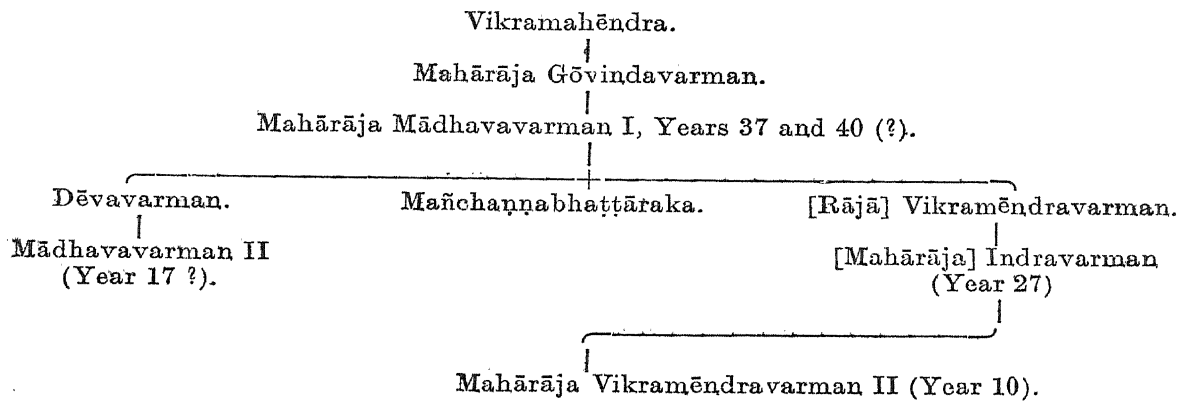 Vikramahēndra.
Mahārāja Gōvindavarman.
Mahārāja Mādhavavarman I, Years 37 and 40 (?).
Dēvavarman. Mañchaṇṇabhaṭṭāraka. [Rājā] Vikramēndravarman.
Mādhavavarman II [Mahārāja] Indravarman
(Year 17 ?). (Year 27)
Mahārāja Vikramēndravarman II (Year 10).